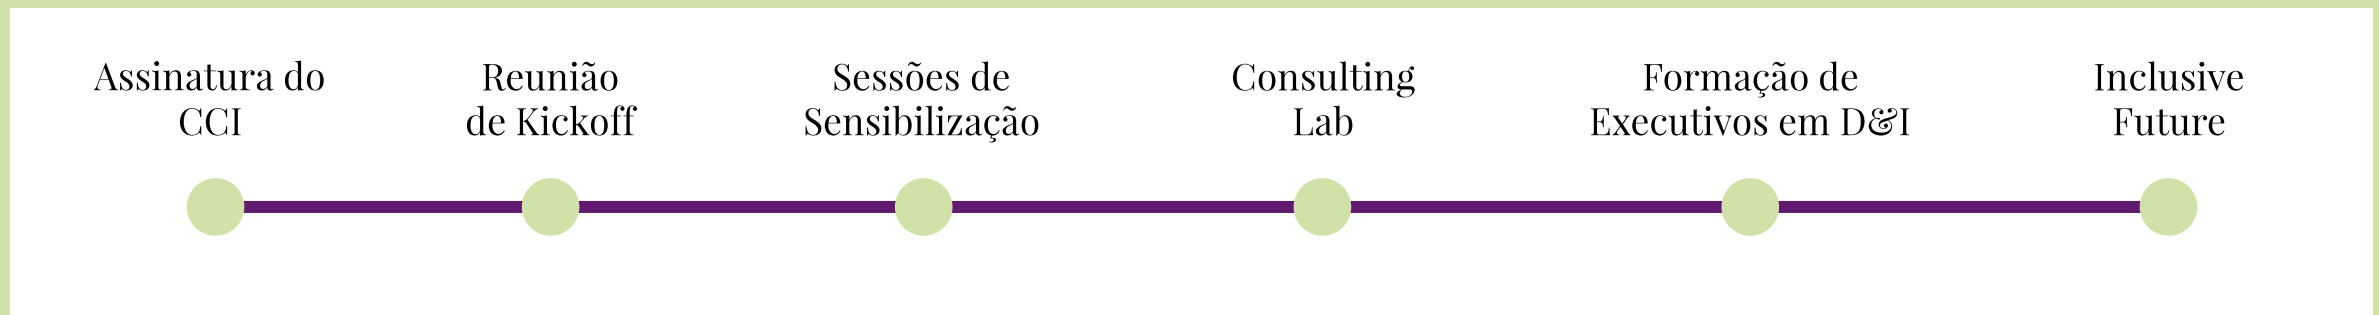 Assinatura do
CCI
Reunião
de Kickoff
Sessões de
Sensibilização
Consulting
Lab
Formação de
Executivos em D&I
Inclusive
Future